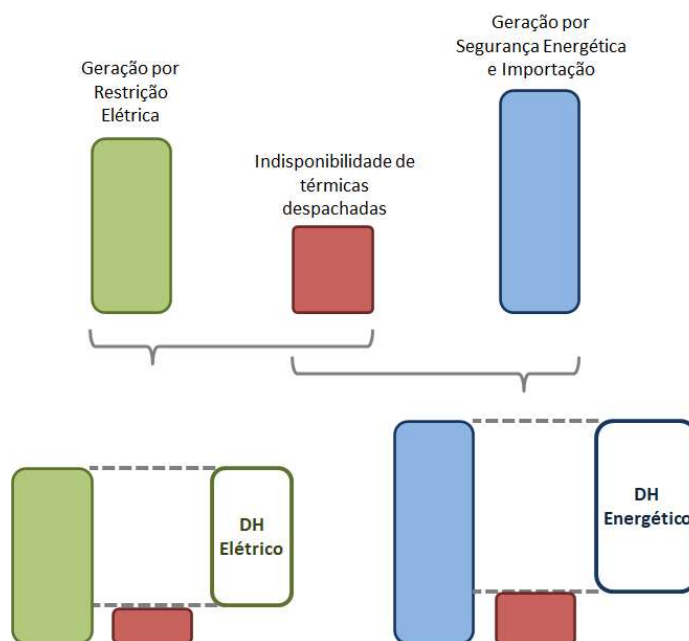 Geração por
Segurança Energética
e Importação
Geração por
Restrição
Elétrica
Indisponibilidade de
térmicas
despachadas
DH
Elétrico
DH
Energético